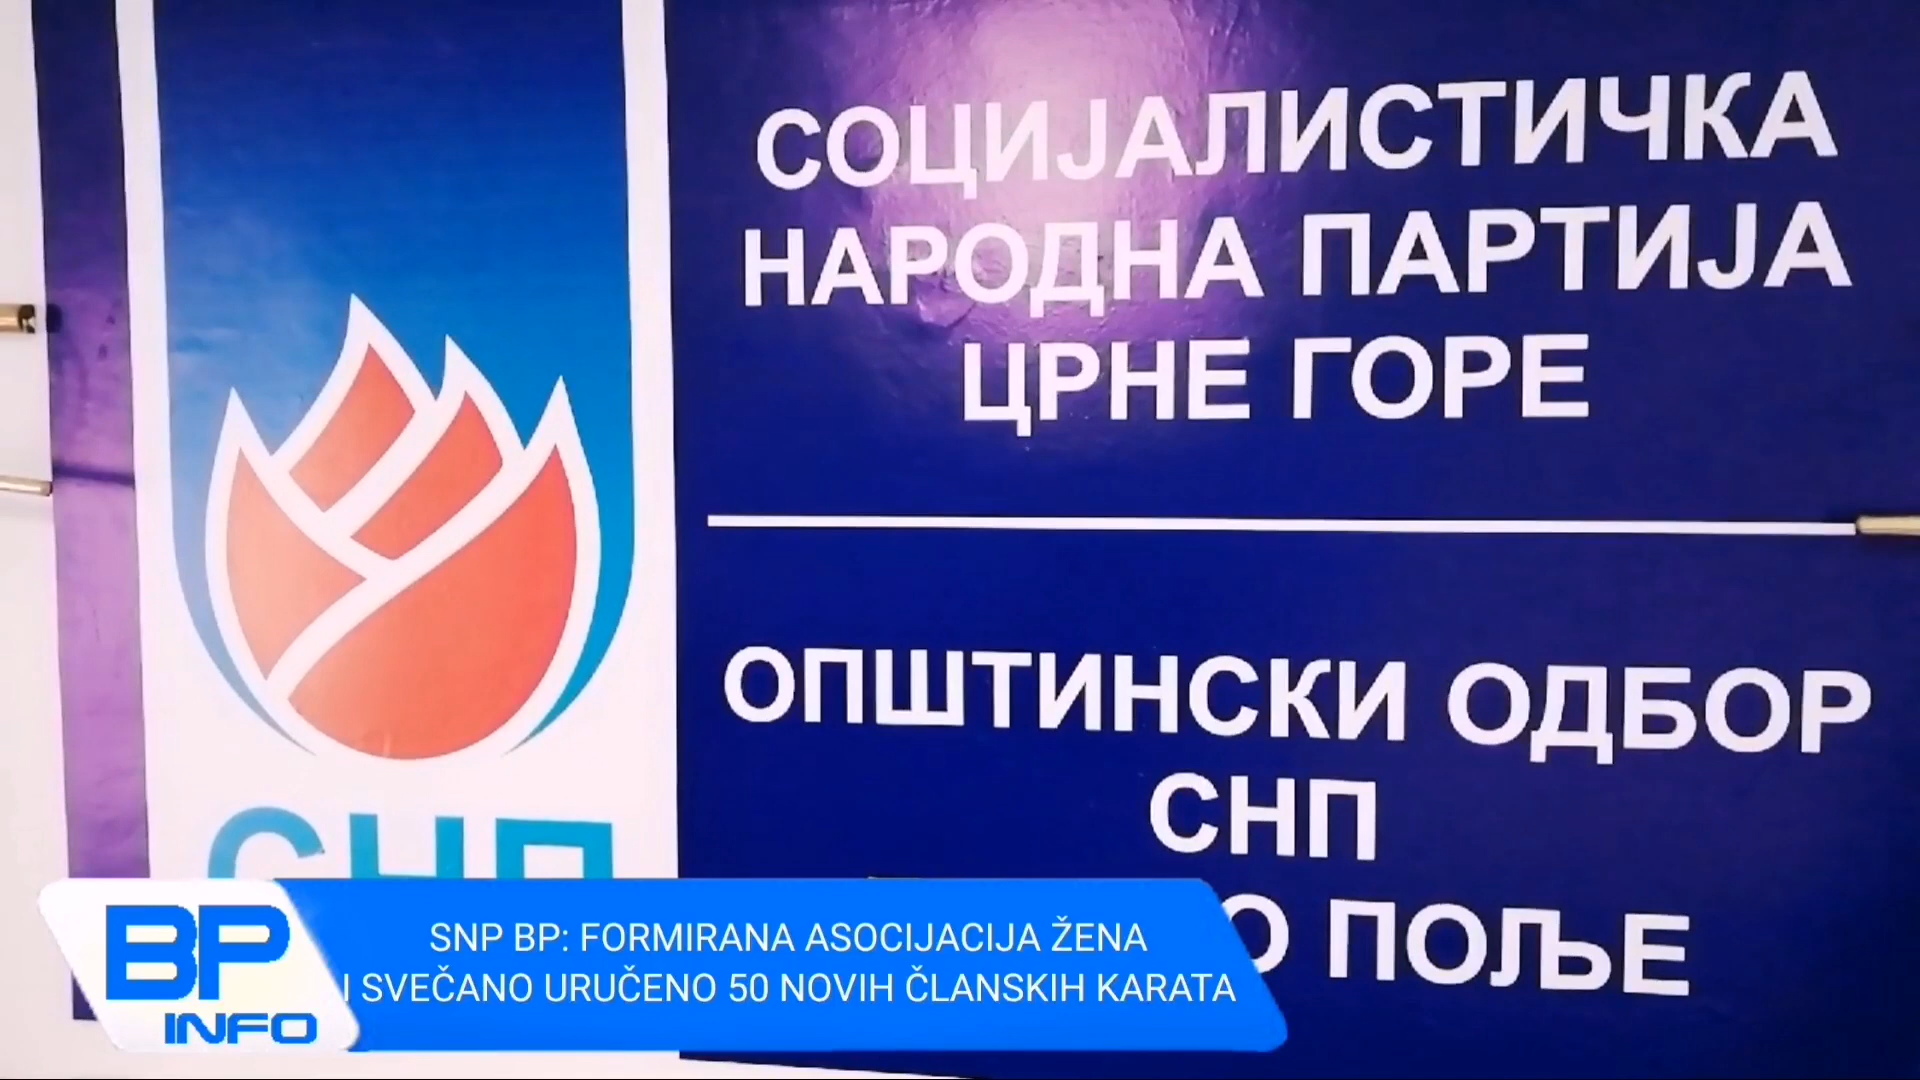 СОЦИЈАЛИСТИЧКА
НАРОДНА ПАРТИЈА
ЦРНЕ ГОРЕ
ОПШТИНСКИ ОДБОР
СНП
ПОЉЕ
СНП
BP
INFO
SNP BP: FORMIRANA ASOCIJACIJA ŽENA
I SVEČANO URUČENO 50 NOVIH ČLANSKIH KARATA